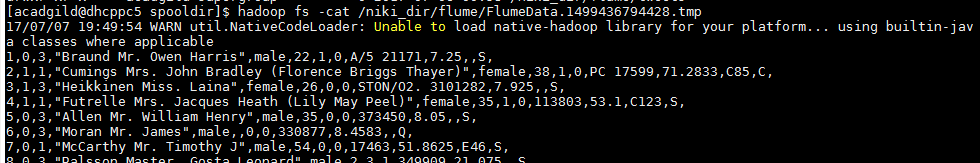 [acadgild@dhcppc5 spooldir]$ hadoop fs -cat /niki_dir/flume/FlumeData.1499436794428.tmp
17/07/07 19:49:54 WARN util.NativeCodeLoader: Unable to load native-hadoop library for your platform... using builtin-jav
a classes where applicable
1,0,3,"Braund Mr. Owen Harris",male,22,1,0,A/5 21171,7.25,,S,
2,1,1,"Cumings Mrs. John Bradley (Florence Briggs Thayer)",female,38,1,0,PC 17599,71.2833,C85,C,
3,1,3,"Heikkinen Miss. Laina",female,26,0,0,STON/O2. 3101282,7.925,,S,
4,1,1,"Futrelle Mrs. Jacques Heath (Lily May Peel)",female,35,1,0,113803,53.1,C123,S,
5,0,3,"Allen Mr. William Henry",male,35,0,0,373450,8.05,,S,
6,0,3,"Moran Mr. James",male,,0,0,330877,8.4583,,Q,
7,0,1,"McCarthy Mr. Timothy J",male,54,0,0,17463,51.8625,E46,S,
8,0,3,"Palsson Master. Gosta Leonard",male,2,3,1,349909,21.075,,S,